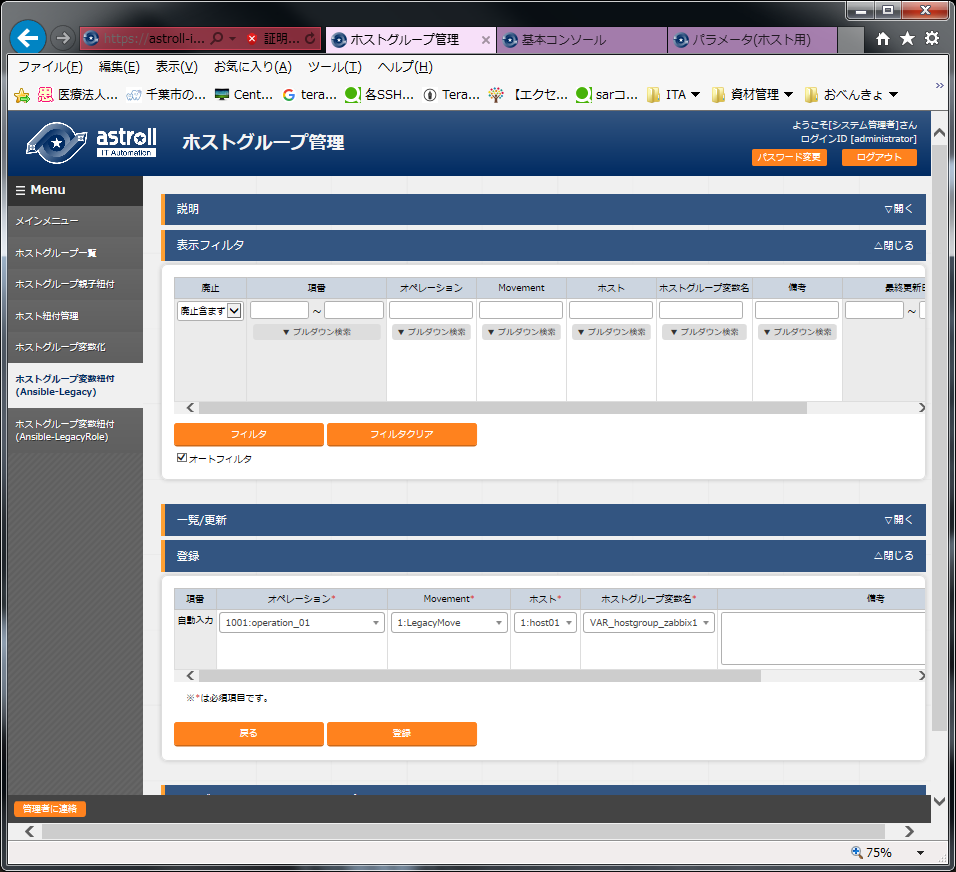 https://astroll-i...
証明...
ホストグループ管理
基本コンソール
パラメータ(ホスト用)
ファイル(F) 編集(E) 表示(V) お気に入り(A) ツール(T) ヘルプ(H)
医療法人... 千葉市の... Cent... tera... 各SSH... Tera... 【エクセ... sarコ... ITA 資材管理 おべんきょ
astroll
IT Automation
ホストグループ管理
ようこそ[システム管理者]さん
ログインID [administrator]
パスワード変更 ログアウト
☰ Menu
メインメニュー
ホストグループ一覧
ホストグループ親子紐付
ホスト紐付管理
ホストグループ変数化
ホストグループ変数紐付
(Ansible-Legacy)
ホストグループ変数紐付
(Ansible-LegacyRole)
説明 ▽開く
表示フィルタ △閉じる
廃止 項番 オペレーション Movement ホスト ホストグループ変数名 備考 最終更新日
廃止含まず ～ ～
▼ プルダウン検索 ▼ プルダウン検索 ▼ プルダウン検索 ▼ プルダウン検索 ▼ プルダウン検索 ▼ プルダウン検索
フィルタ フィルタクリア
オートフィルタ
一覧/更新 ▽開く
登録 △閉じる
項番 オペレーション* Movement* ホスト* ホストグループ変数名* 備考
自動入力 1001:operation_01 1:LegacyMove 1:host01 VAR_hostgroup_zabbix1
※*は必須項目です。
戻る 登録
管理者に連絡
75%